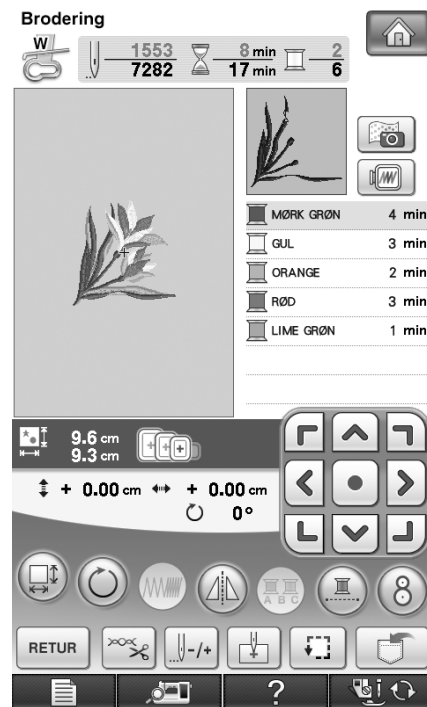 Brodering
W
1553 8 min 2
7282 17 min 6
MØRK GRØN 4 min
GUL 3 min
ORANGE 2 min
RØD 3 min
LIME GRØN 1 min
9.6 cm
9.3 cm
+ 0.00 cm + 0.00 cm
0°
A B C
8
RETUR
-/+
?